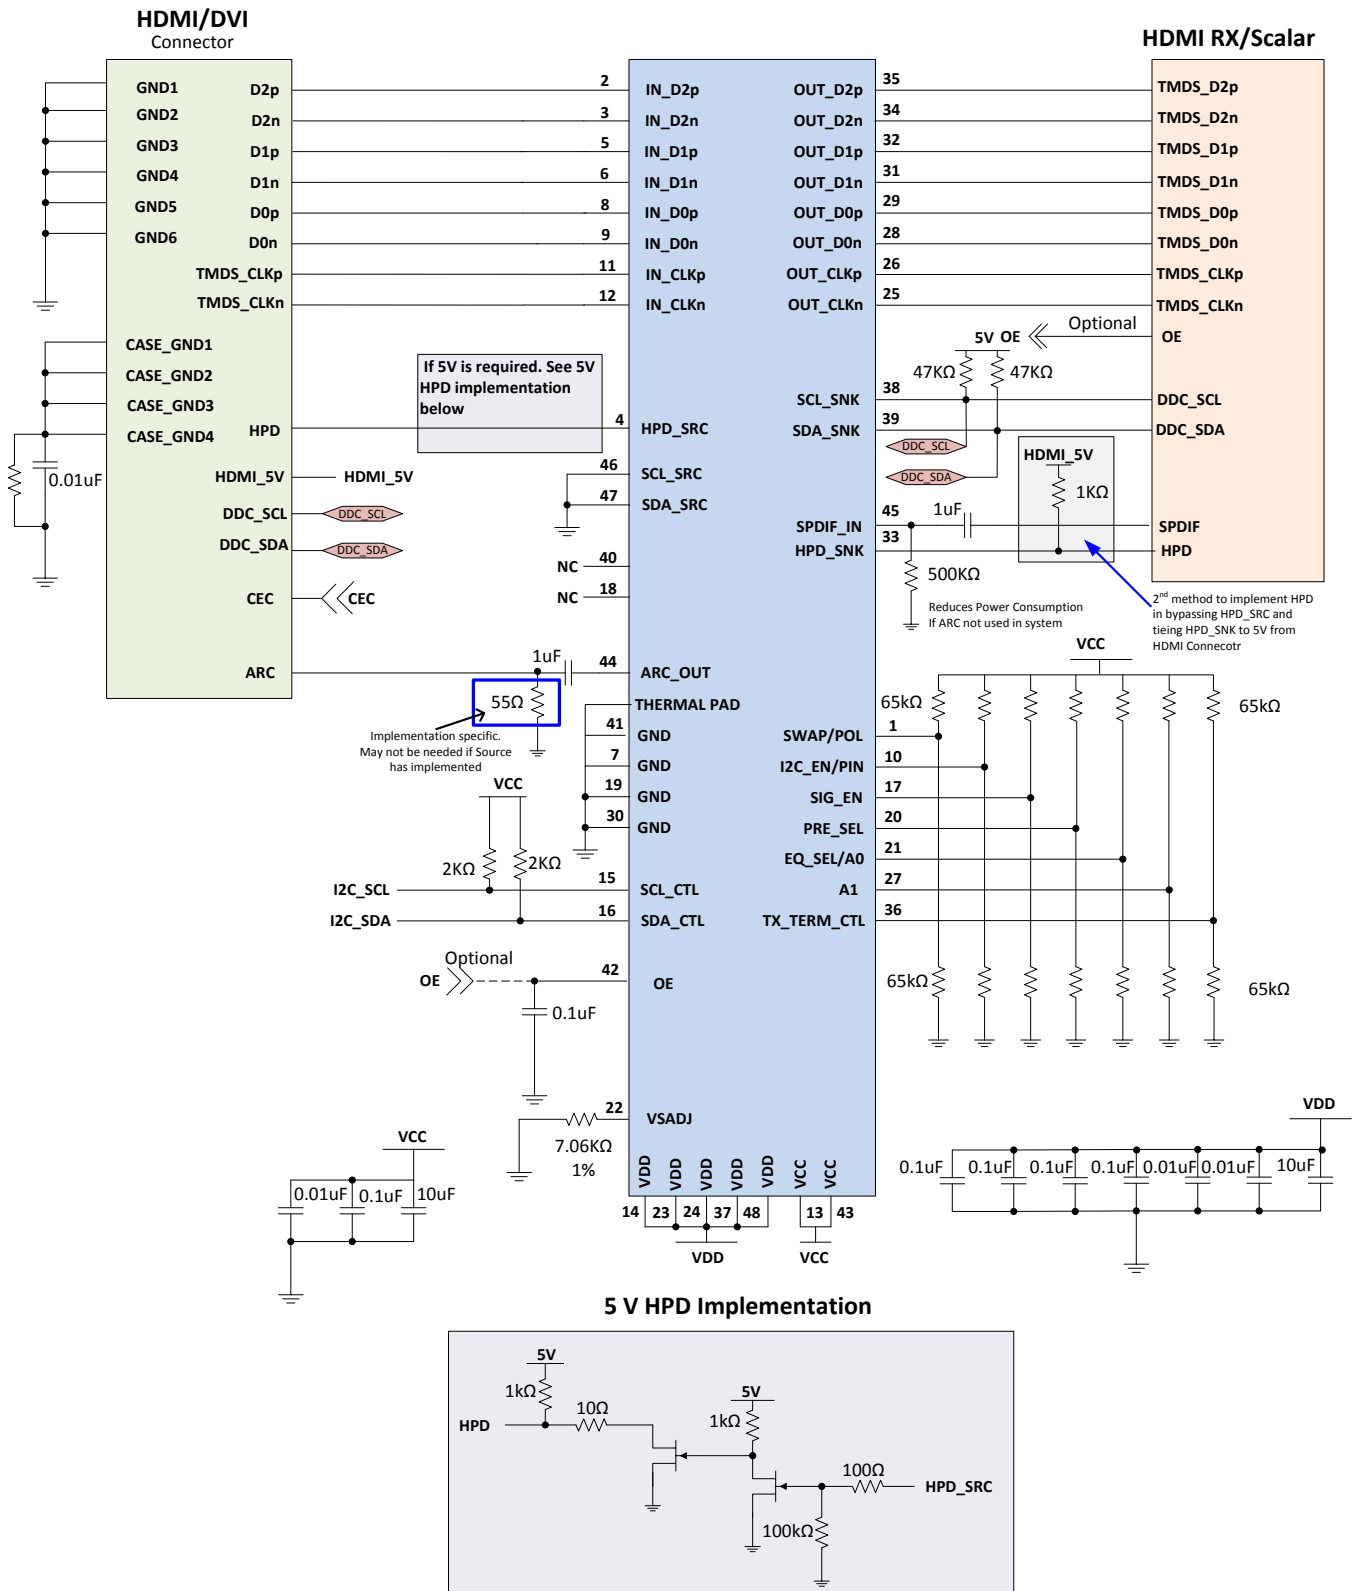 HDMI/DVI
Connector
HDMI RX/Scalar
GND1
GND2
GND3
GND4
GND5
GND6
CASE_GND1
CASE_GND2
CASE_GND3
CASE_GND4
0.01uF
D2p
D2n
D1p
D1n
D0p
D0n
TMDS_CLKp
TMDS_CLKn
HPD
HDMI_5V
HDMI_5V
DDC_SCL
DDC_SCL
DDC_SDA
DDC_SDA
CEC
CEC
ARC
If 5V is required. See 5V
HPD implementation
below
2
IN_D2p
3
IN_D2n
5
IN_D1p
6
IN_D1n
8
IN_D0p
9
IN_D0n
11
IN_CLKp
12
IN_CLKn
4
HPD_SRC
46
SCL_SRC
47
SDA_SRC
NC
40
NC
18
1uF
44
ARC_OUT
55Ω
Implementation specific.
May not be needed if Source
has implemented
THERMAL PAD
41
GND
7
GND
19
GND
30
GND
VCC
2KΩ
2KΩ
I2C_SCL
15
SCL_CTL
I2C_SDA
16
SDA_CTL
Optional
OE
42
OE
0.1uF
22
VSADJ
7.06KΩ
1%
OUT_D2p
35
TMDS_D2p
OUT_D2n
34
TMDS_D2n
OUT_D1p
32
TMDS_D1p
OUT_D1n
31
TMDS_D1n
OUT_D0p
29
TMDS_D0p
OUT_D0n
28
TMDS_D0n
OUT_CLKp
26
TMDS_CLKp
OUT_CLKn
25
TMDS_CLKn
5V
OE
Optional
OE
47KΩ
47KΩ
SCL_SNK
38
DDC_SCL
SDA_SNK
39
DDC_SDA
DDC_SCL
DDC_SDA
HDMI_5V
1KΩ
SPDIF_IN
45
1uF
SPDIF
HPD_SNK
33
HPD
500KΩ
Reduces Power Consumption
If ARC not used in system
2nd method to implement HPD
in bypassing HPD_SRC and
tieing HPD_SNK to 5V from
HDMI Connecotr
VCC
65kΩ
65kΩ
SWAP/POL
1
I2C_EN/PIN
10
SIG_EN
17
PRE_SEL
20
EQ_SEL/A0
21
A1
27
TX_TERM_CTL
36
65kΩ
65kΩ
VCC
0.01uF
0.1uF
10uF
VDD
VDD
VDD
VDD
VDD
VCC
VCC
14
23
24
37
48
13
43
VDD
VCC
VDD
0.1uF
0.1uF
0.1uF
0.1uF
0.01uF
0.01uF
10uF
5 V HPD Implementation
5V
1kΩ
HPD
10Ω
5V
1kΩ
100Ω
HPD_SRC
100kΩ